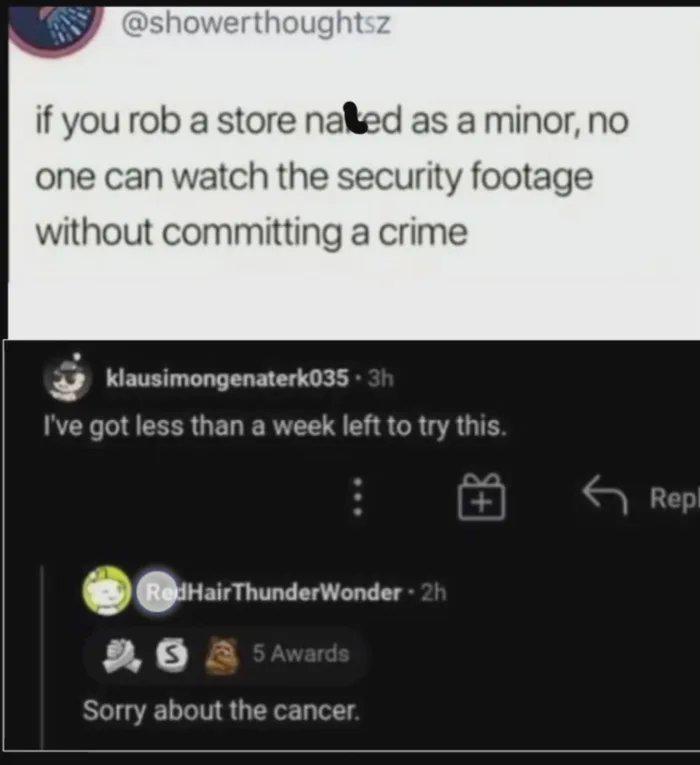 @showerthoughtsz
if you rob a store naked as a minor, no
one can watch the security footage
without committing a crime
klausimongenaterk035 · 3h
I've got less than a week left to try this.
Repl
RedHairThunderWonder · 2h
S 5 Awards
Sorry about the cancer.